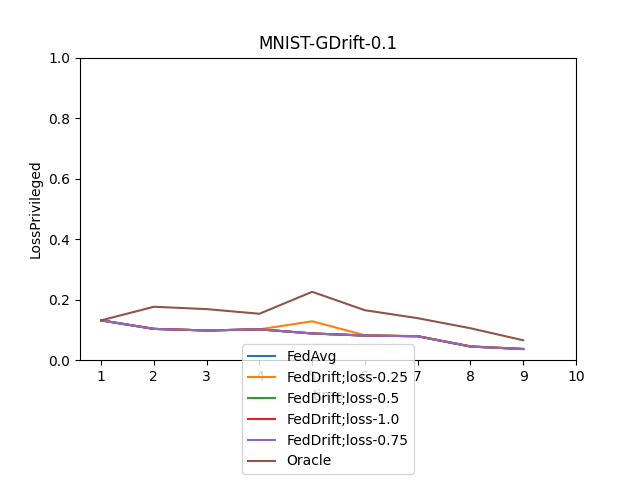 MNIST-GDrift-0.1
LossPrivileged
1.0
0.8
0.6
0.4
0.2
0.0
1 2 3 4 5 6 7 8 9 10
FedAvg
FedDrift;loss-0.25
FedDrift;loss-0.5
FedDrift;loss-1.0
FedDrift;loss-0.75
Oracle